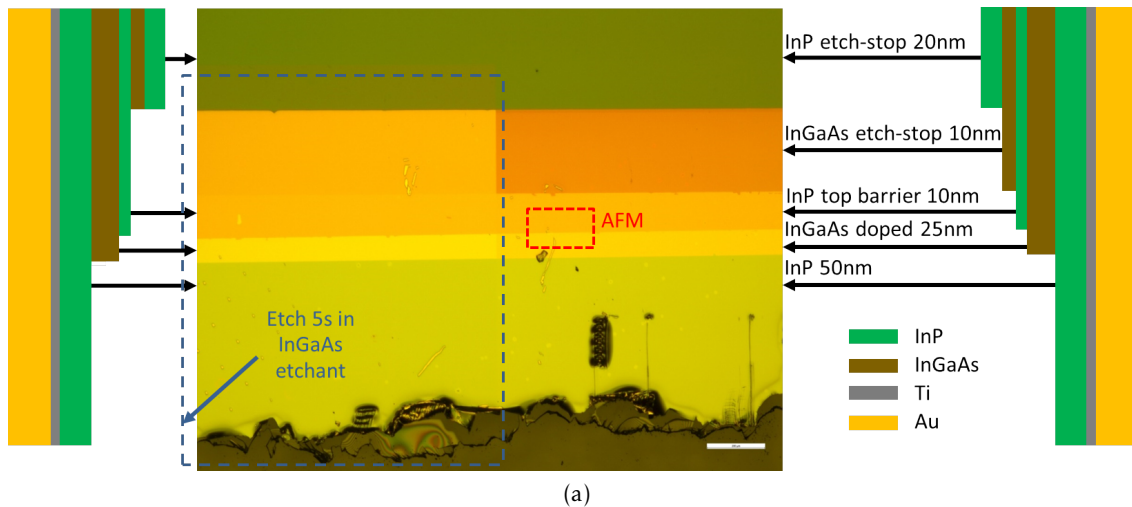 InP etch-stop 20nm
InGaAs etch-stop 10nm
InP top barrier 10nm
AFM
InGaAs doped 25nm
InP 50nm
Etch 5s in
InGaAs
etchant
InP
InGaAs
Ti
Au
(a)